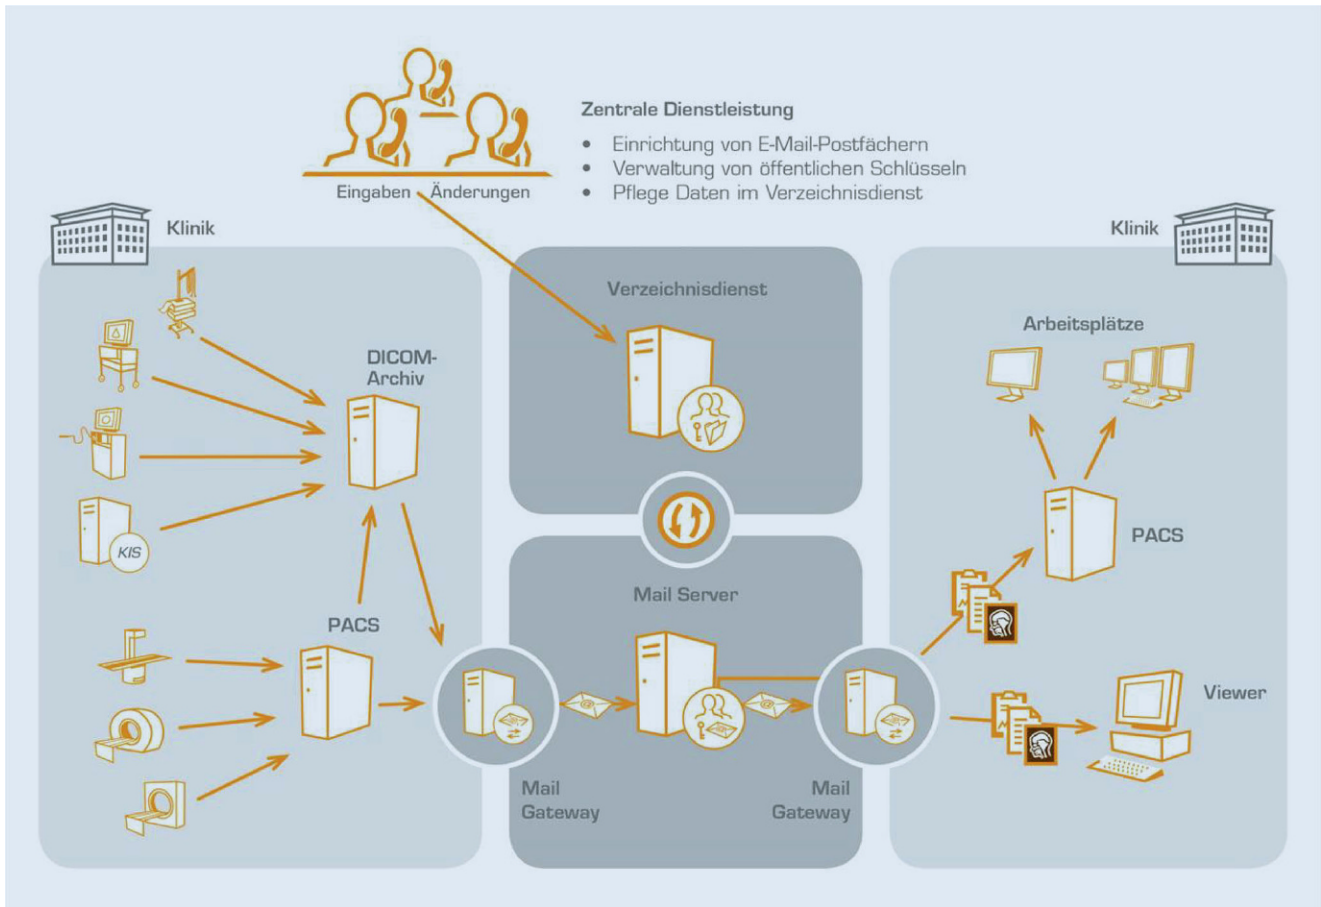 Zentrale Dienstleistung
• Einrichtung von E-Mail-Postfächern
• Verwaltung von öffentlichen Schlüsseln
• Pflege Daten im Verzeichnisdienst
Eingaben Änderungen
Klinik
Klinik
Verzeichnisdienst
Arbeitsplätze
DICOM-
Archiv
KIS
PACS
Mail Server
PACS
Viewer
Mail
Gateway
Mail
Gateway